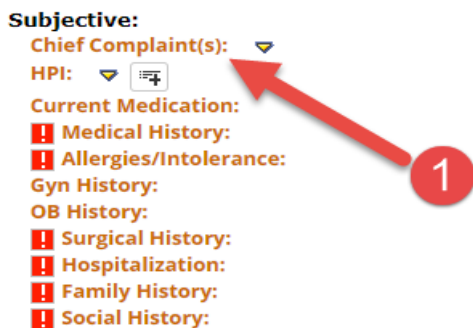 Subjective:
Chief Complaint(s):
HPI:
Current Medication:
! Medical History:
! Allergies/Intolerance:
Gyn History:
OB History:
! Surgical History:
! Hospitalization:
! Family History:
! Social History:
1